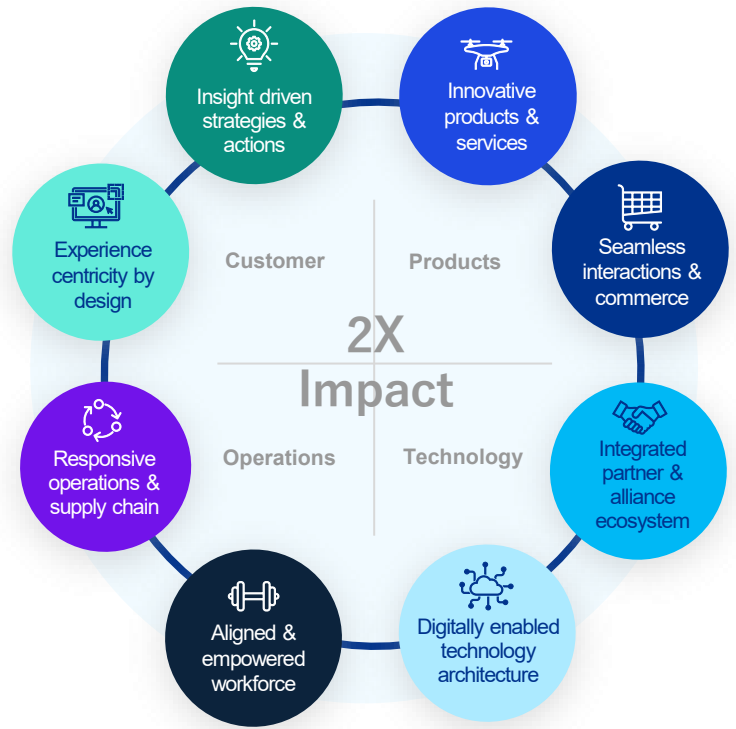 Insight driven
strategies &
actions
Innovative
products &
services
Experience
centricity by
design
Seamless
interactions &
commerce
Customer
Products
2X
Impact
Operations
Technology
Responsive
operations &
supply chain
Integrated
partner &
alliance
ecosystem
Aligned &
empowered
workforce
Digitally enabled
technology
architecture